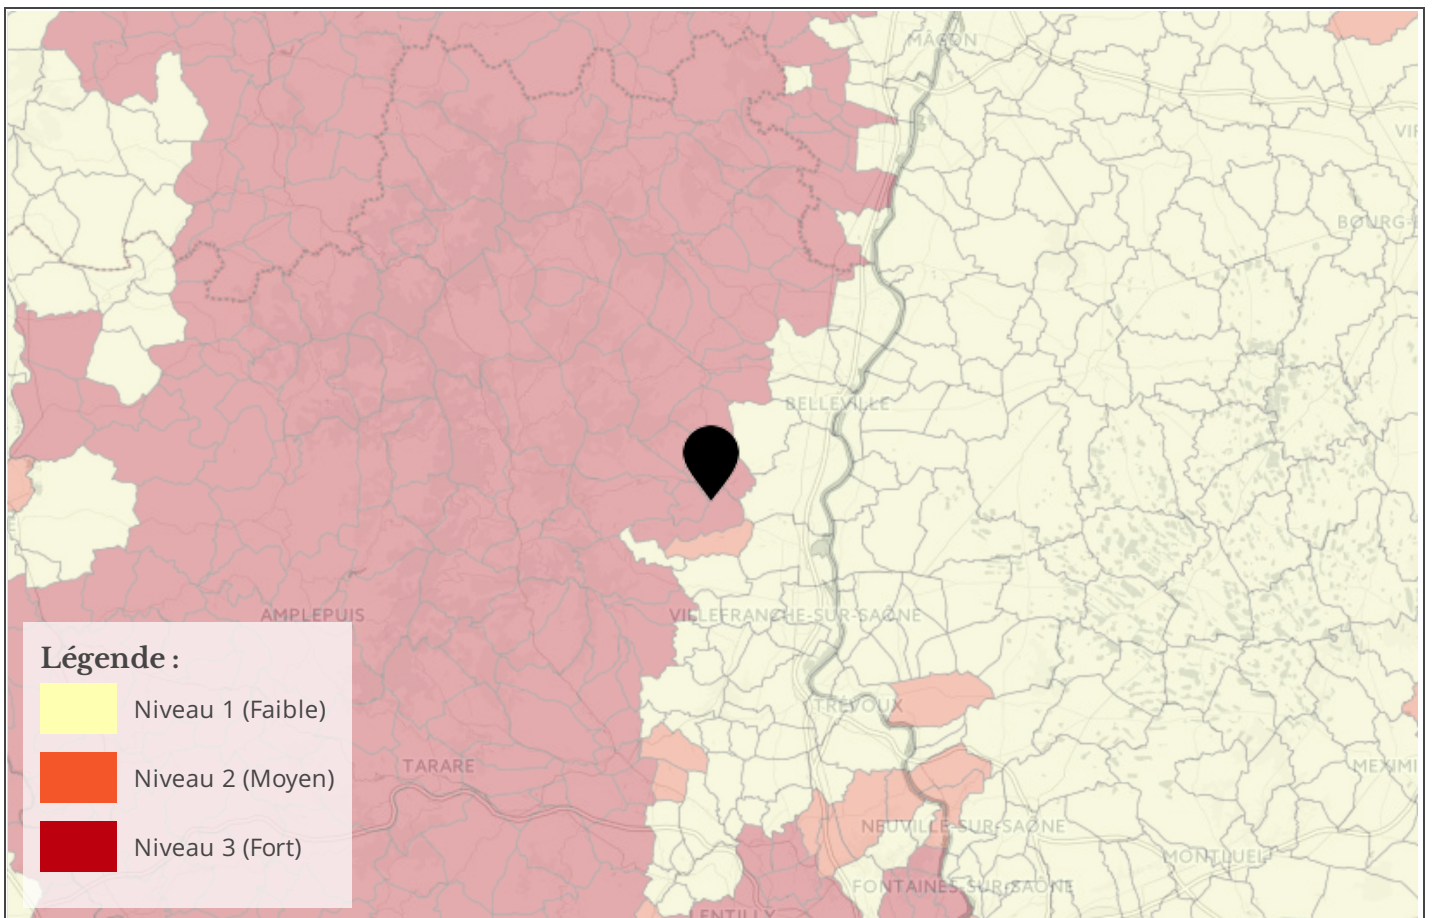 MÂCON
BELLEVILLE
AMPLEPUIS
VILLEFRANCHE-SUR-SAÔNE
Légende :
Niveau 1 (Faible)
TRÉVOUX
TARARE
Niveau 2 (Moyen)
NEUVILLE-SUR-SAÔNE
Niveau 3 (Fort)
MONTLUEL
FONTAINES-SUR-SAÔNE
LENTILLY